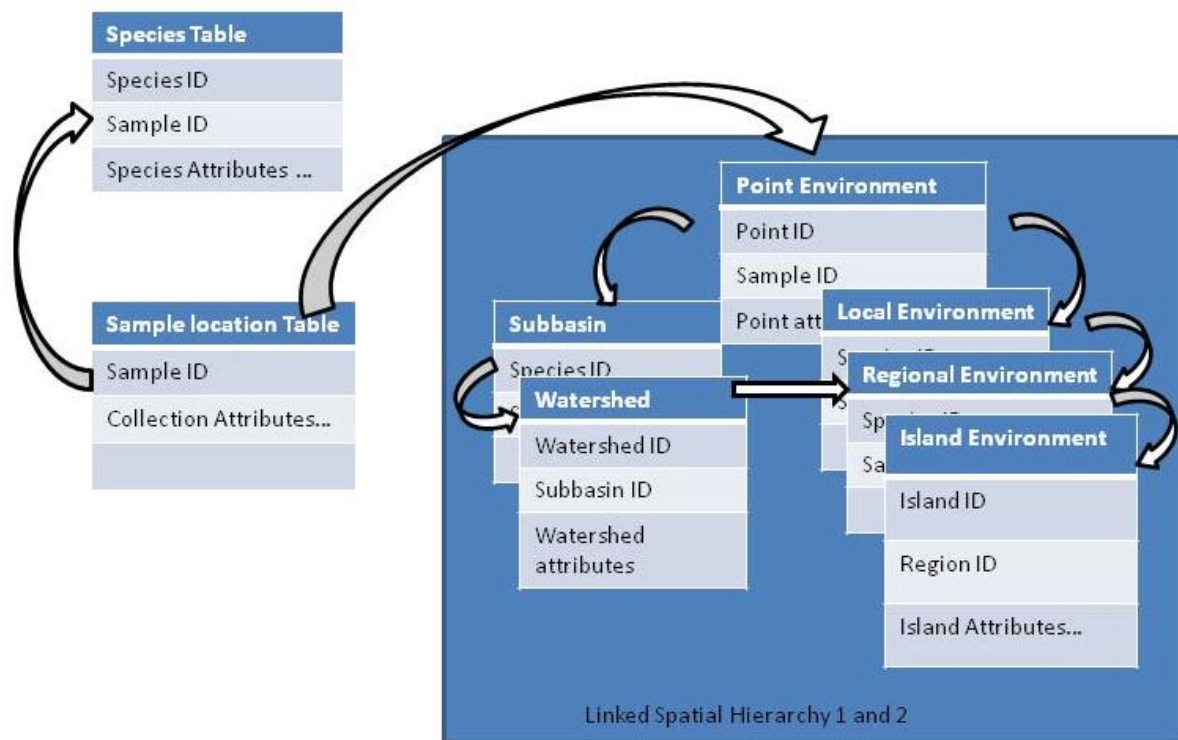 Species Table
Species ID
Sample ID
Species Attributes ...
Sample location Table
Sample ID
Collection Attributes...
Point Environment
Point ID
Sample ID
Point
Subbasin
Species ID
Watershed
Watershed ID
Subbasin ID
Watershed
attributes
Local Environment
Regional Environment
Island Environment
Island ID
Region ID
Island Attributes...
Linked Spatial Hierarchy 1 and 2